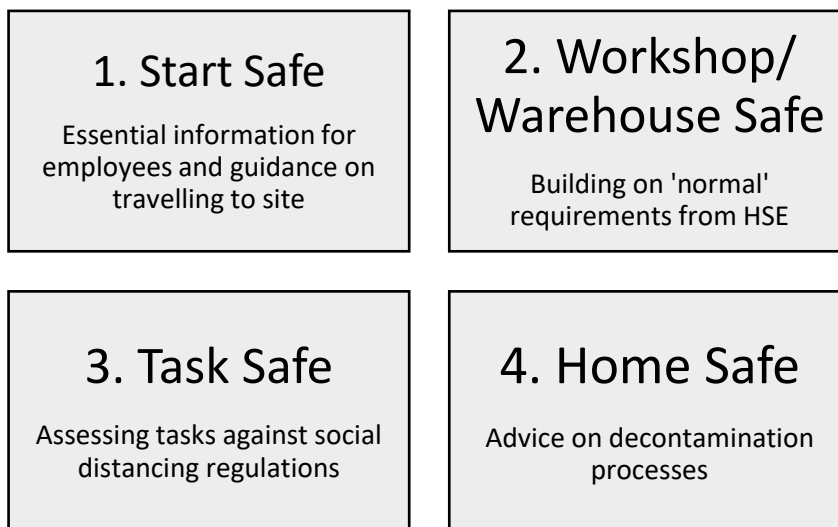 1. Start Safe
Essential information for
employees and guidance on
travelling to site
2. Workshop/
Warehouse Safe
Building on 'normal'
requirements from HSE
3. Task Safe
Assessing tasks against social
distancing regulations
4. Home Safe
Advice on decontamination
processes